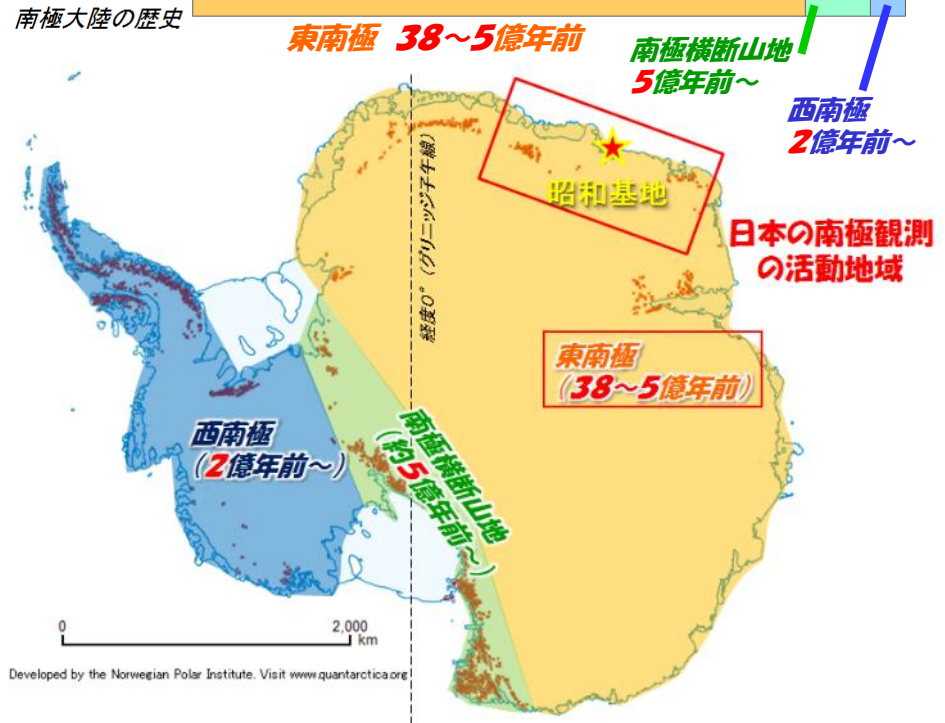 南極大陸の歴史
東南極 38～5億年前
南極横断山地
5億年前～
西南極
2億年前～
経度0°（グリニッジ子午線）
昭和基地
日本の南極観測
の活動地域
東南極
（38～5億年前）
西南極
（2億年前～）
南極横断山地
（約5億年前～）
0
2,000
km
Developed by the Norwegian Polar Institute. Visit www.quantarctica.org